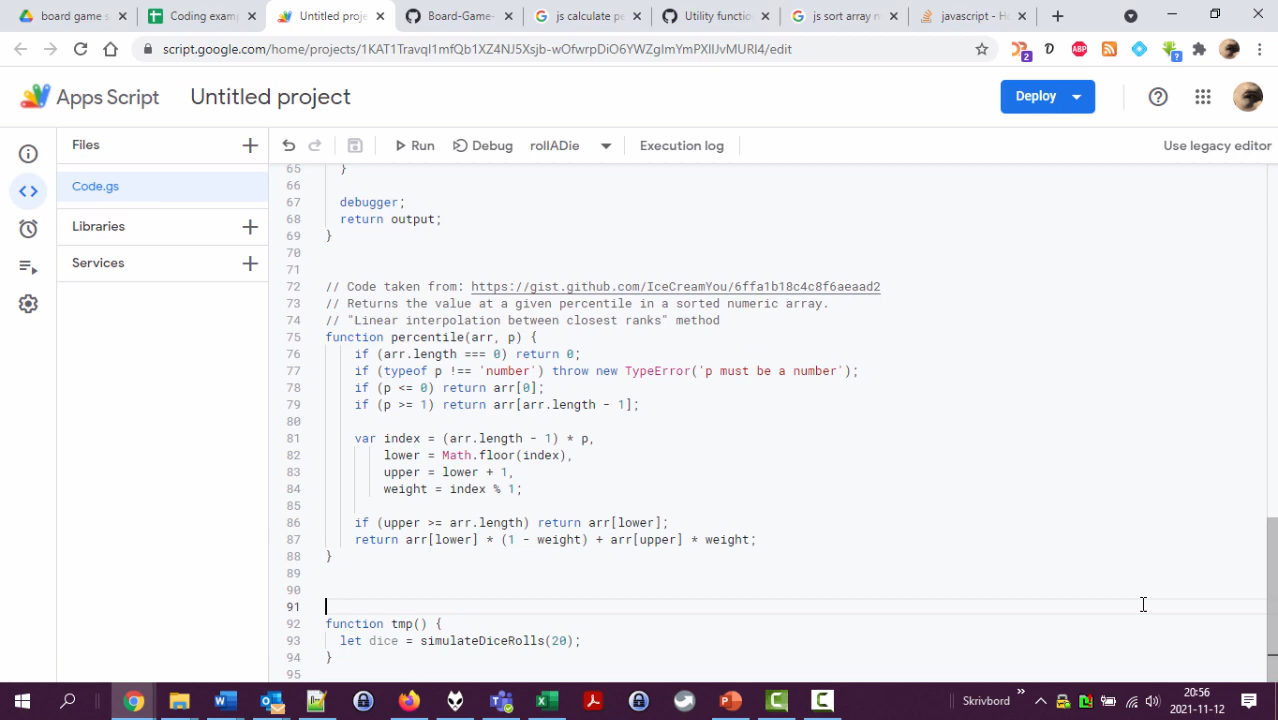 board game s
Coding exam
Untitled proje
Board-Game-
js calculate pe
Utility functio
js sort array n
javascript - Ho
script.google.com/home/projects/1KAT1Travql1mfQb1XZ4NJ5Xsjb-wOfwrpDiO6YWZglmYmPXIIJvMURI4/edit
2
ABP
?
Apps Script
Untitled project
Deploy
Files
Run
Debug
rollADie
Execution log
Use legacy editor
Code.gs
Libraries
Services
65 }
66
67 debugger;
68 return output;
69 }
70
71
72 // Code taken from: https://gist.github.com/IceCreamYou/6ffa1b18c4c8f6aeaad2
73 // Returns the value at a given percentile in a sorted numeric array.
74 // "Linear interpolation between closest ranks" method
75 function percentile(arr, p) {
76 if (arr.length === 0) return 0;
77 if (typeof p !== 'number') throw new TypeError('p must be a number');
78 if (p <= 0) return arr[0];
79 if (p >= 1) return arr[arr.length - 1];
80
81 var index = (arr.length - 1) * p,
82 lower = Math.floor(index),
83 upper = lower + 1,
84 weight = index % 1;
85
86 if (upper >= arr.length) return arr[lower];
87 return arr[lower] * (1 - weight) + arr[upper] * weight;
88 }
89
90
91
92 function tmp() {
93 let dice = simulateDiceRolls(20);
94 }
95
Skrivbord
20:56
2021-11-12